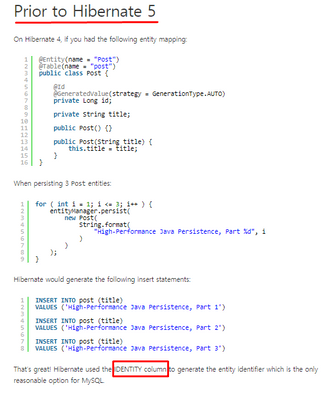 Prior to Hibernate 5
On Hibernate 4, if you had the following entity mapping:
1 @Entity(name = "Post")
2 @Table(name = "post")
3 public class Post {
4
5 @Id
6 @GeneratedValue(strategy = GenerationType.AUTO)
7 private Long id;
8
9 private String title;
10
11 public Post() {}
12
13 public Post(String title) {
14 this.title = title;
15 }
16 }
When persisting 3 Post entities:
1 for ( int i = 1; i <= 3; i++ ) {
2 entityManager.persist(
3 new Post(
4 String.format(
5 "High-Performance Java Persistence, Part %d", i
6 )
7 )
8 );
9 }
Hibernate would generate the following insert statements:
1 INSERT INTO post (title)
2 VALUES ('High-Performance Java Persistence, Part 1')
3
4 INSERT INTO post (title)
5 VALUES ('High-Performance Java Persistence, Part 2')
6
7 INSERT INTO post (title)
8 VALUES ('High-Performance Java Persistence, Part 3')
That's great! Hibernate used the IDENTITY column to generate the entity identifier which is the only
reasonable option for MySQL.